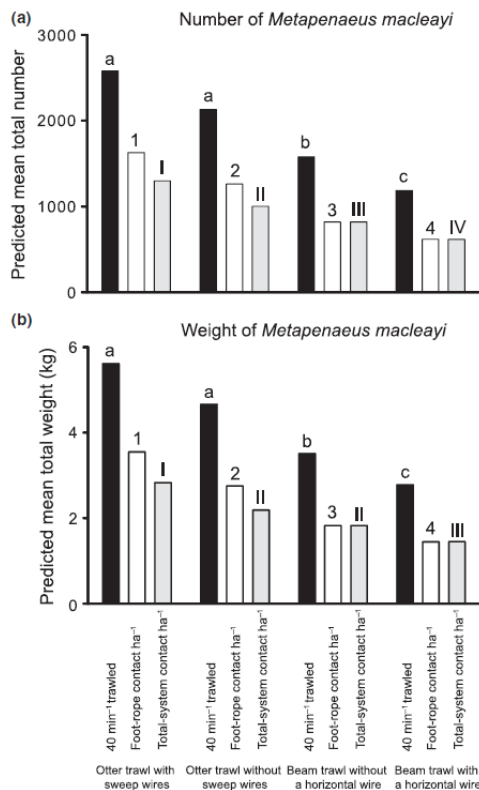 (a)
Number of Metapenaeus macleayi
Predicted mean total number
3000
2000
1000
0
a
1
I
a
2
II
b
3
III
c
4
IV
(b)
Weight of Metapenaeus macleayi
Predicted mean total weight (kg)
6
4
2
0
a
1
I
a
2
II
b
3
II
c
4
III
40 min⁻¹ trawled
Foot-rope contact ha⁻¹
Total-system contact ha⁻¹
40 min⁻¹ trawled
Foot-rope contact ha⁻¹
Total-system contact ha⁻¹
40 min⁻¹ trawled
Foot-rope contact ha⁻¹
Total-system contact ha⁻¹
40 min⁻¹ trawled
Foot-rope contact ha⁻¹
Total-system contact ha⁻¹
Otter trawl with
sweep wires
Otter trawl without
sweep wires
Beam trawl without
a horizontal wire
Beam trawl with
a horizontal wire